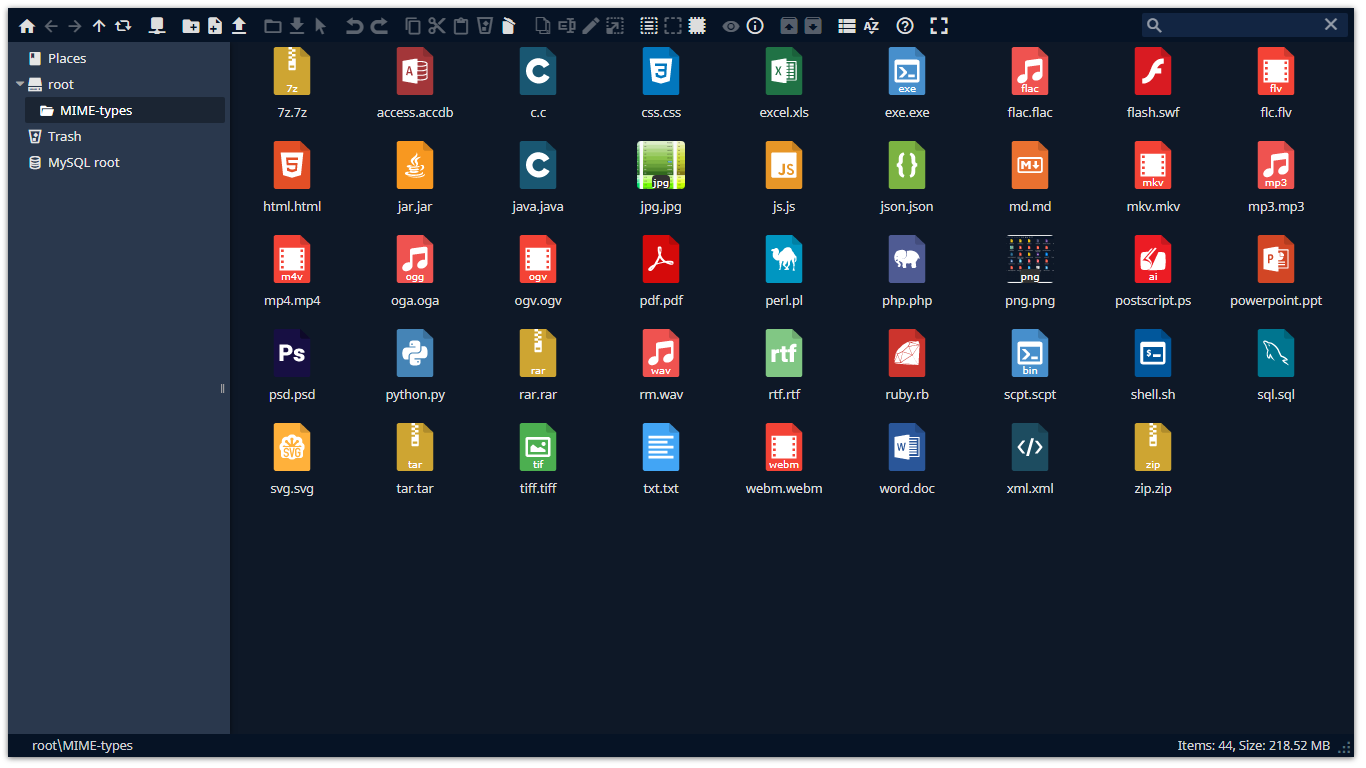 Places
root
MIME-types
Trash
MySQL root
7z
exe
flac
flv
7z.7z access.accdb c.c css.css excel.xls exe.exe flac.flac flash.swf flc.flv
JS
jpg
mkv
mp3
html.html jar.jar java.java jpg.jpg js.js json.json md.md mkv.mkv mp3.mp3
m4v
ogg
ogv
png
ai
mp4.mp4 oga.oga ogv.ogv pdf.pdf perl.pl php.php png.png postscript.ps powerpoint.ppt
Ps
rar
wav
rtf
bin
psd.psd python.py rar.rar rm.wav rtf.rtf ruby.rb scpt.scpt shell.sh sql.sql
SVG
tar
tif
webm
zip
svg.svg tar.tar tiff.tiff txt.txt webm.webm word.doc xml.xml zip.zip
root\MIME-types
Items: 44, Size: 218.52 MB